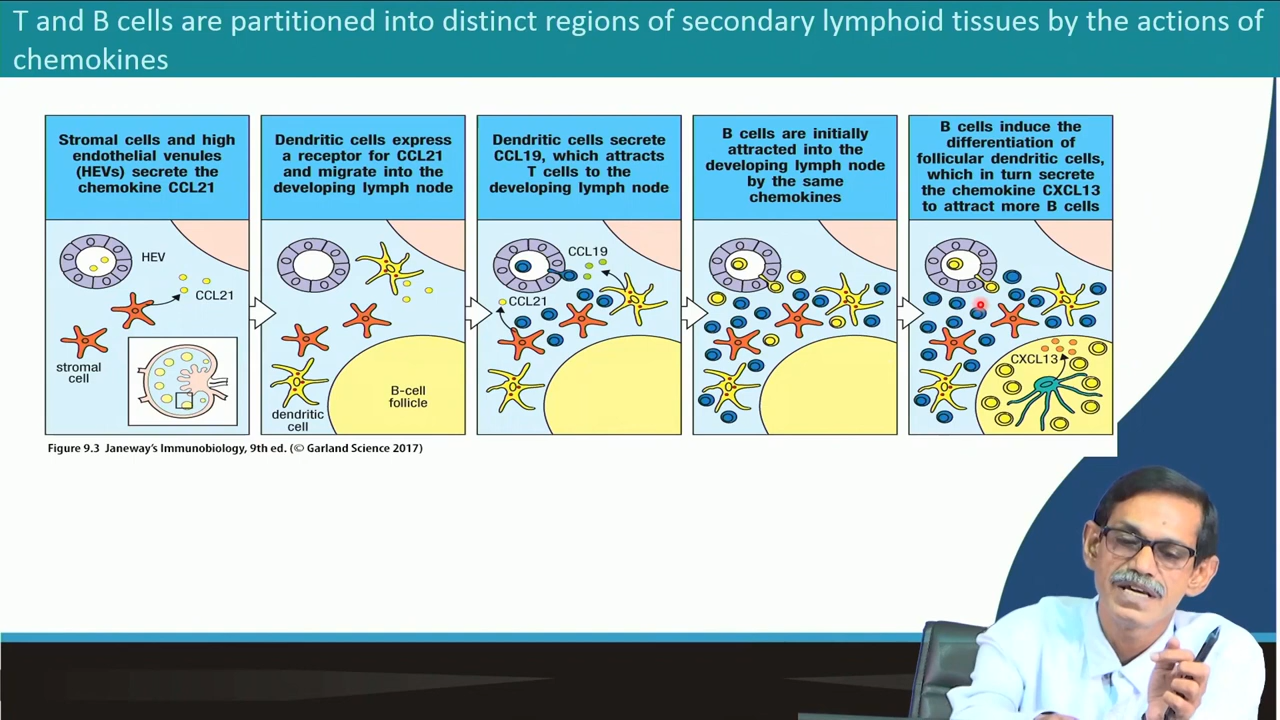 T and B cells are partitioned into distinct regions of secondary lymphoid tissues by the actions of
chemokines
Stromal cells and high
endothelial venules
(HEVs) secrete the
chemokine CCL21
Dendritic cells express
a receptor for CCL21
and migrate into the
developing lymph node
Dendritic cells secrete
CCL19, which attracts
T cells to the
developing lymph node
B cells are initially
attracted into the
developing lymph node
by the same
chemokines
B cells induce the
differentiation of
follicular dendritic cells,
which in turn secrete
the chemokine CXCL13
to attract more B cells
HEV
CCL21
stromal
cell
B-cell
follicle
dendritic
cell
CCL19
CCL21
CXCL13
Figure 9.3 Janeway's Immunobiology, 9th ed. (© Garland Science 2017)